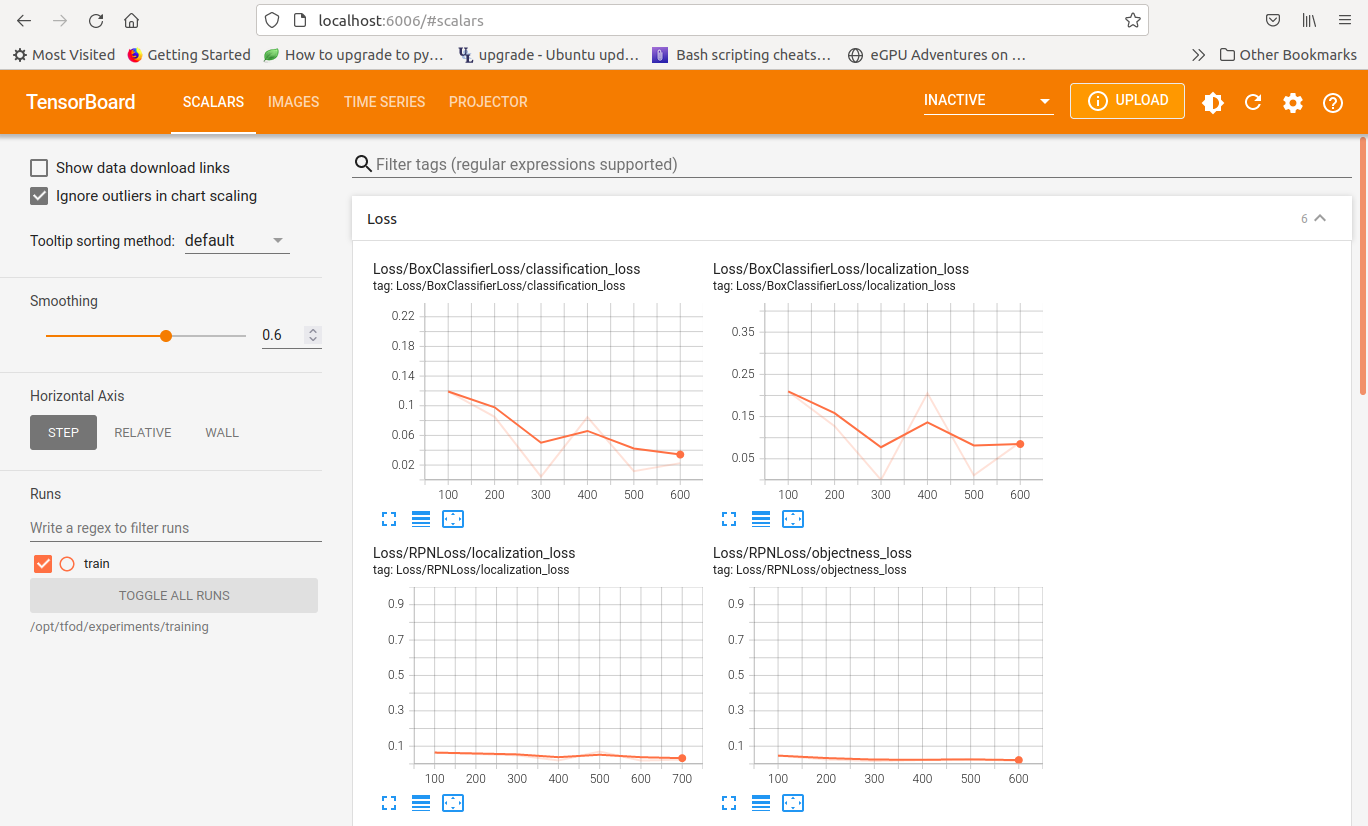 localhost:6006/#scalars
Most Visited Getting Started How to upgrade to py… upgrade - Ubuntu upd… Bash scripting cheats… eGPU Adventures on … Other Bookmarks
TensorBoard SCALARS IMAGES TIME SERIES PROJECTOR INACTIVE UPLOAD
Show data download links
Ignore outliers in chart scaling
Tooltip sorting method: default
Smoothing
0.6
Horizontal Axis
STEP RELATIVE WALL
Runs
Write a regex to filter runs
train
TOGGLE ALL RUNS
/opt/tfod/experiments/training
Filter tags (regular expressions supported)
Loss 6
Loss/BoxClassifierLoss/classification_loss
tag: Loss/BoxClassifierLoss/classification_loss
0.22
0.18
0.14
0.1
0.06
0.02
100 200 300 400 500 600
Loss/BoxClassifierLoss/localization_loss
tag: Loss/BoxClassifierLoss/localization_loss
0.35
0.25
0.15
0.05
100 200 300 400 500 600
Loss/RPNLoss/localization_loss
tag: Loss/RPNLoss/localization_loss
0.9
0.7
0.5
0.3
0.1
100 200 300 400 500 600 700
Loss/RPNLoss/objectness_loss
tag: Loss/RPNLoss/objectness_loss
0.9
0.7
0.5
0.3
0.1
100 200 300 400 500 600